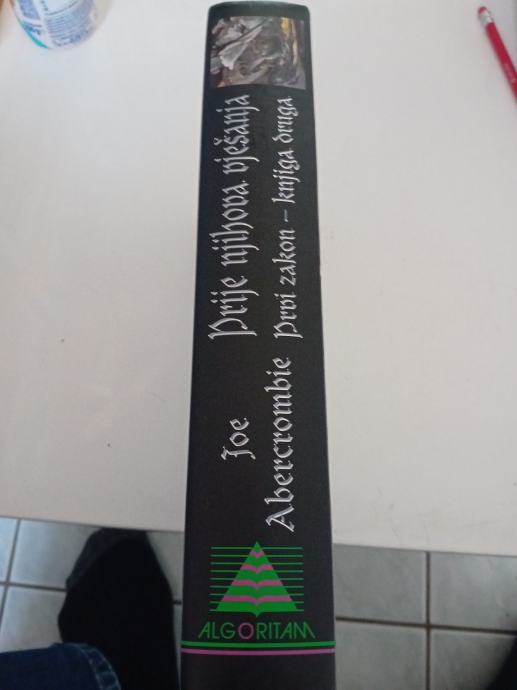 Joe
Abercrombie
Prije njihova vješanja
Prvi zakon – knjiga druga
ALGORITAM